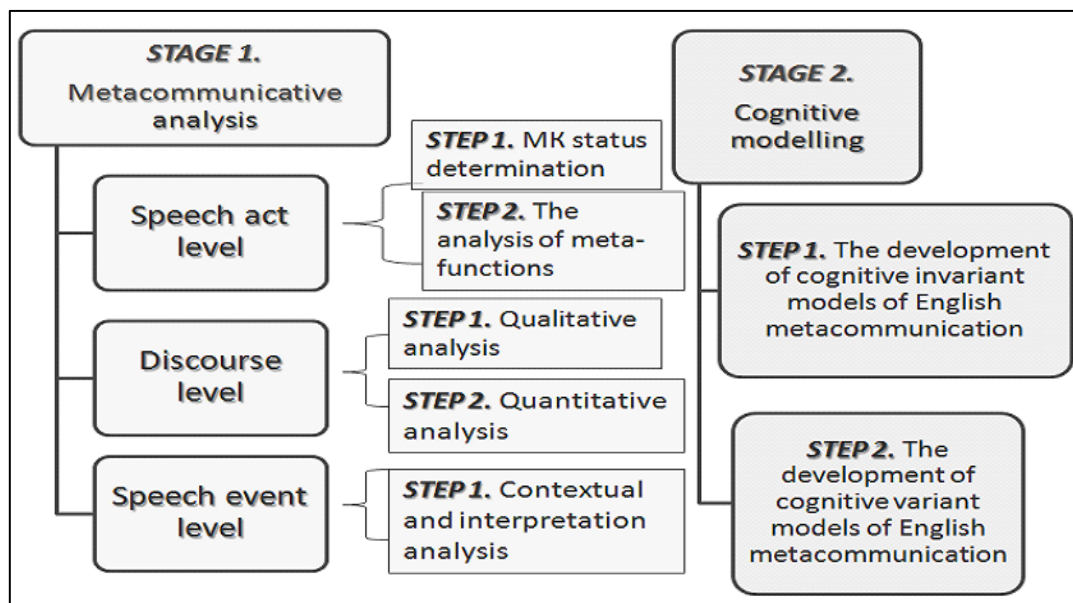 STAGE 1.
Metacommunicative
analysis
Speech act
level
STEP 1. MK status
determination
STEP 2. The
analysis of meta-
functions
Discourse
level
STEP 1. Qualitative
analysis
STEP 2. Quantitative
analysis
Speech event
level
STEP 1. Contextual
and interpretation
analysis
STAGE 2.
Cognitive
modelling
STEP 1. The development
of cognitive invariant
models of English
metacommunication
STEP 2. The
development of
cognitive variant
models of English
metacommunication